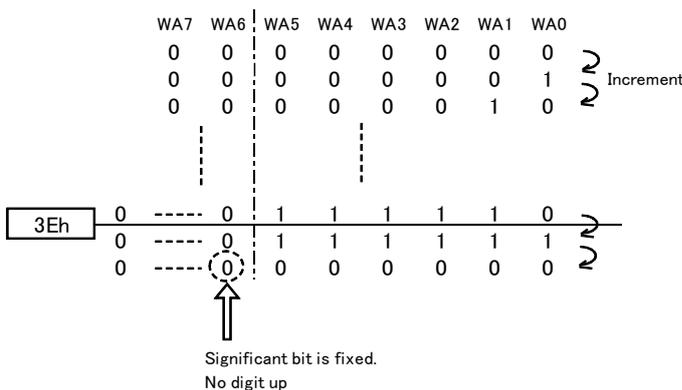 WA7 WA6 WA5 WA4 WA3 WA2 WA1 WA0
0 0 0 0 0 0 0 0
0 0 0 0 0 0 0 1
Increment
0 0 0 0 0 0 1 0
3Eh
0 ----- 0 1 1 1 1 1 0
0 ----- 0 1 1 1 1 1 1
0 ----- 0 0 0 0 0 0 0
Significant bit is fixed.
No digit up